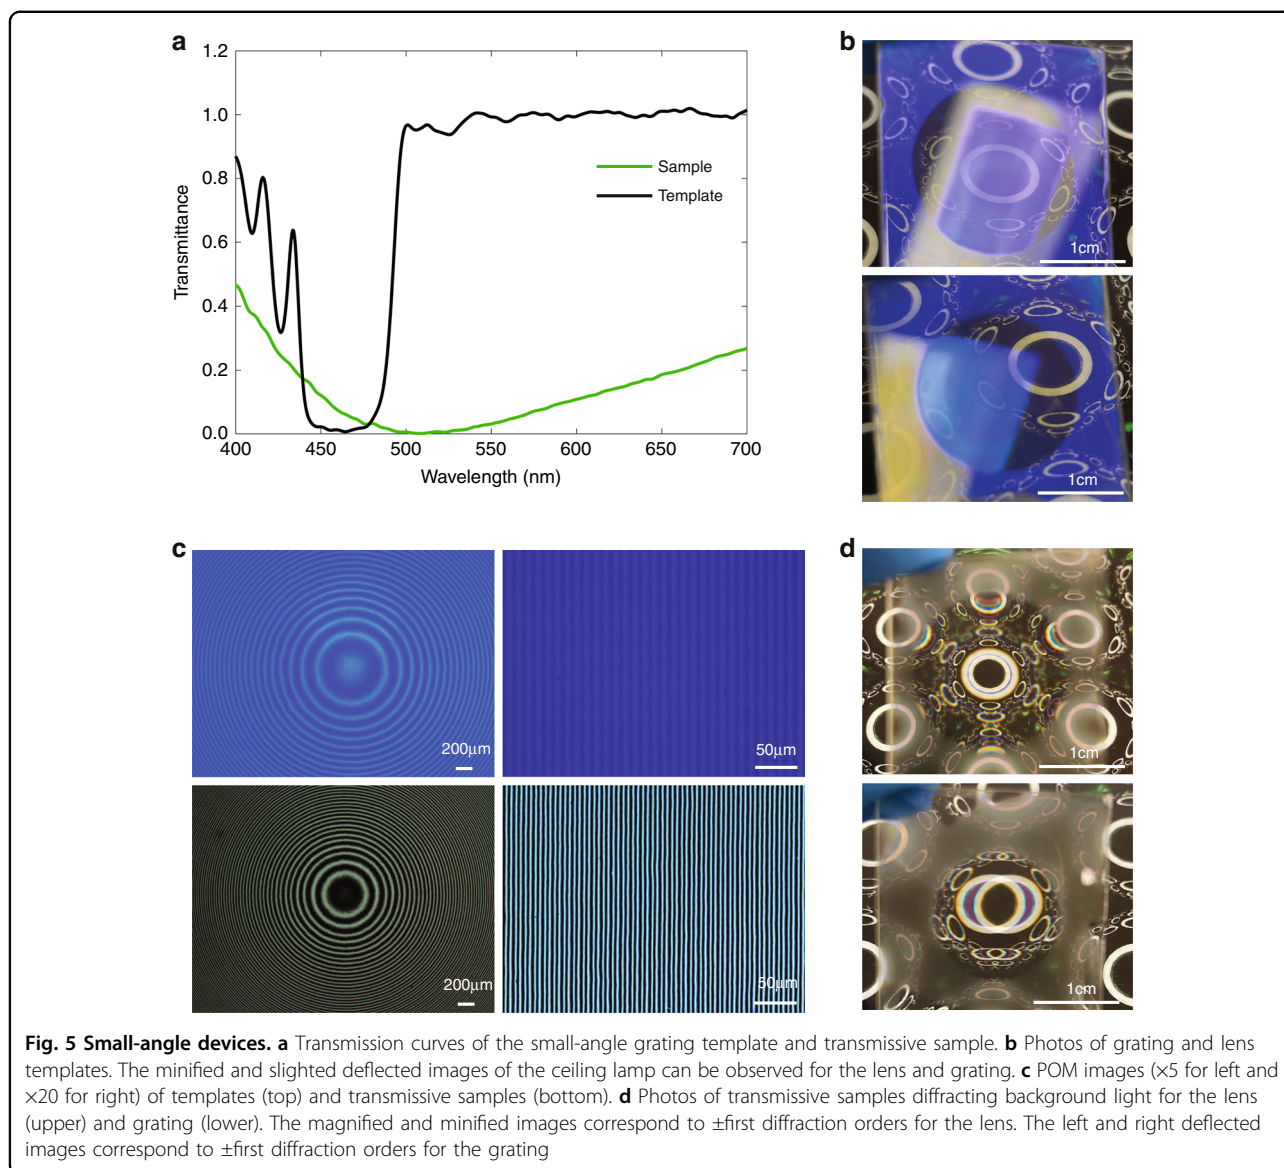 a
1.2
1.0
0.8
0.6
0.4
0.2
0.0
Transmittance
400
450
500
550
600
650
700
Wavelength (nm)
Sample
Template
b
1cm
1cm
c
200μm
50μm
200μm
50μm
d
1cm
1cm
Fig. 5 Small-angle devices. a Transmission curves of the small-angle grating template and transmissive sample. b Photos of grating and lens
templates. The minified and slighted deflected images of the ceiling lamp can be observed for the lens and grating. c POM images (×5 for left and
×20 for right) of templates (top) and transmissive samples (bottom). d Photos of transmissive samples diffracting background light for the lens
(upper) and grating (lower). The magnified and minified images correspond to ±first diffraction orders for the lens. The left and right deflected
images correspond to ±first diffraction orders for the grating